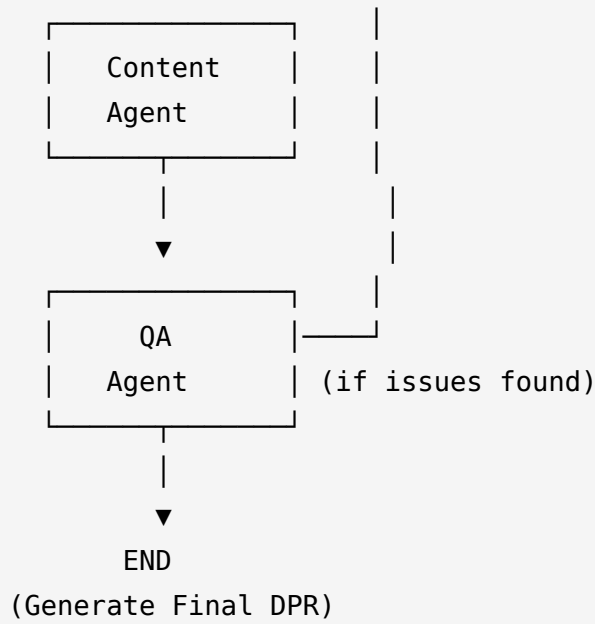 Content
Agent
QA
Agent (if issues found)
END
(Generate Final DPR)